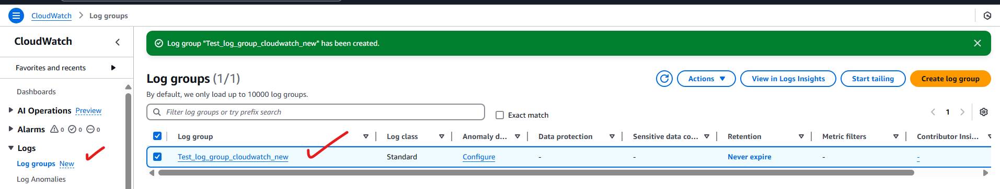 CloudWatch > Log groups
CloudWatch
Favorites and recents
Dashboards
AI Operations Preview
Alarms 0 0 0
Logs
Log groups New
Log Anomalies
Log group "Test_log_group_cloudwatch_new" has been created.
Log groups (1/1)
By default, we only load up to 10000 log groups.
Actions View in Logs Insights Start tailing Create log group
Filter log groups or try prefix search
Exact match
1
Log group Log class Anomaly d... Data protection Sensitive data co... Retention Metric filters Contributor Insi...
Test_log_group_cloudwatch_new Standard Configure - - Never expire - -